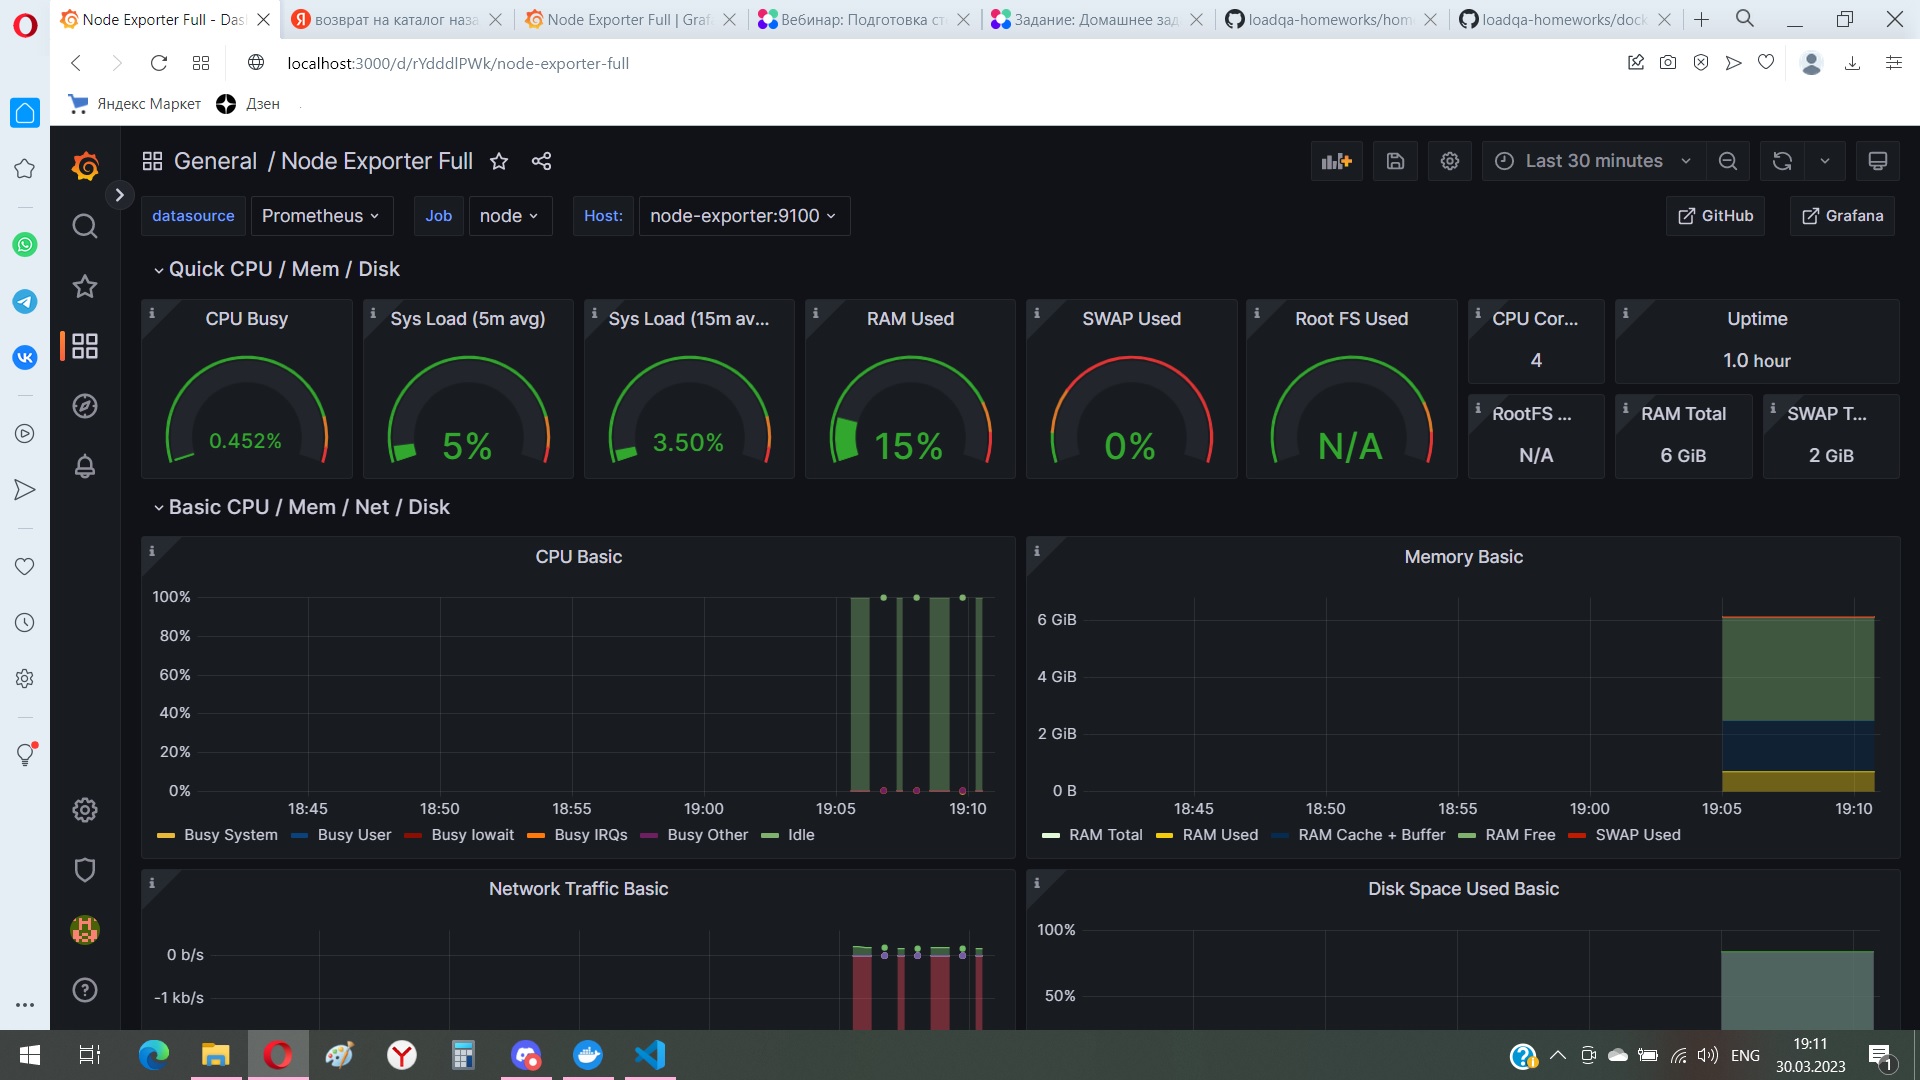 Node Exporter Full - Das
возврат на каталог наза
Node Exporter Full | Graf
Вебинар: Подготовка ст
Задание: Домашнее зад
loadqa-homeworks/hom
loadqa-homeworks/dock
localhost:3000/d/rYdddlPWk/node-exporter-full
Яндекс Маркет
Дзен
General / Node Exporter Full
Last 30 minutes
datasource
Prometheus
Job
node
Host:
node-exporter:9100
GitHub
Grafana
Quick CPU / Mem / Disk
CPU Busy
0.452%
Sys Load (5m avg)
5%
Sys Load (15m av...
3.50%
RAM Used
15%
SWAP Used
0%
Root FS Used
N/A
CPU Cor...
4
Uptime
1.0 hour
RootFS ...
N/A
RAM Total
6 GiB
SWAP T...
2 GiB
Basic CPU / Mem / Net / Disk
CPU Basic
100%
80%
60%
40%
20%
0%
18:45
18:50
18:55
19:00
19:05
19:10
Busy System
Busy User
Busy Iowait
Busy IRQs
Busy Other
Idle
Memory Basic
6 GiB
4 GiB
2 GiB
0 B
18:45
18:50
18:55
19:00
19:05
19:10
RAM Total
RAM Used
RAM Cache + Buffer
RAM Free
SWAP Used
Network Traffic Basic
0 b/s
-1 kb/s
Disk Space Used Basic
100%
50%
ENG
19:11
30.03.2023
1